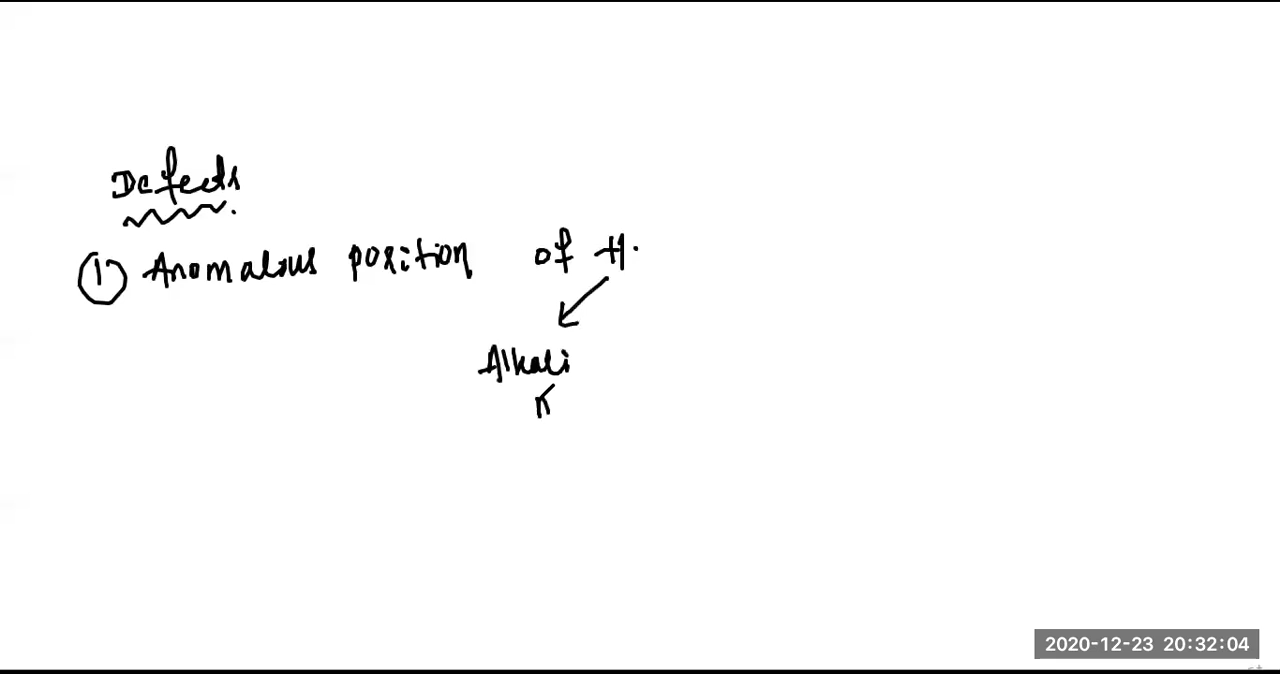 Defects
① Anomalous position of H.
Alkali
2020-12-23 20:32:04